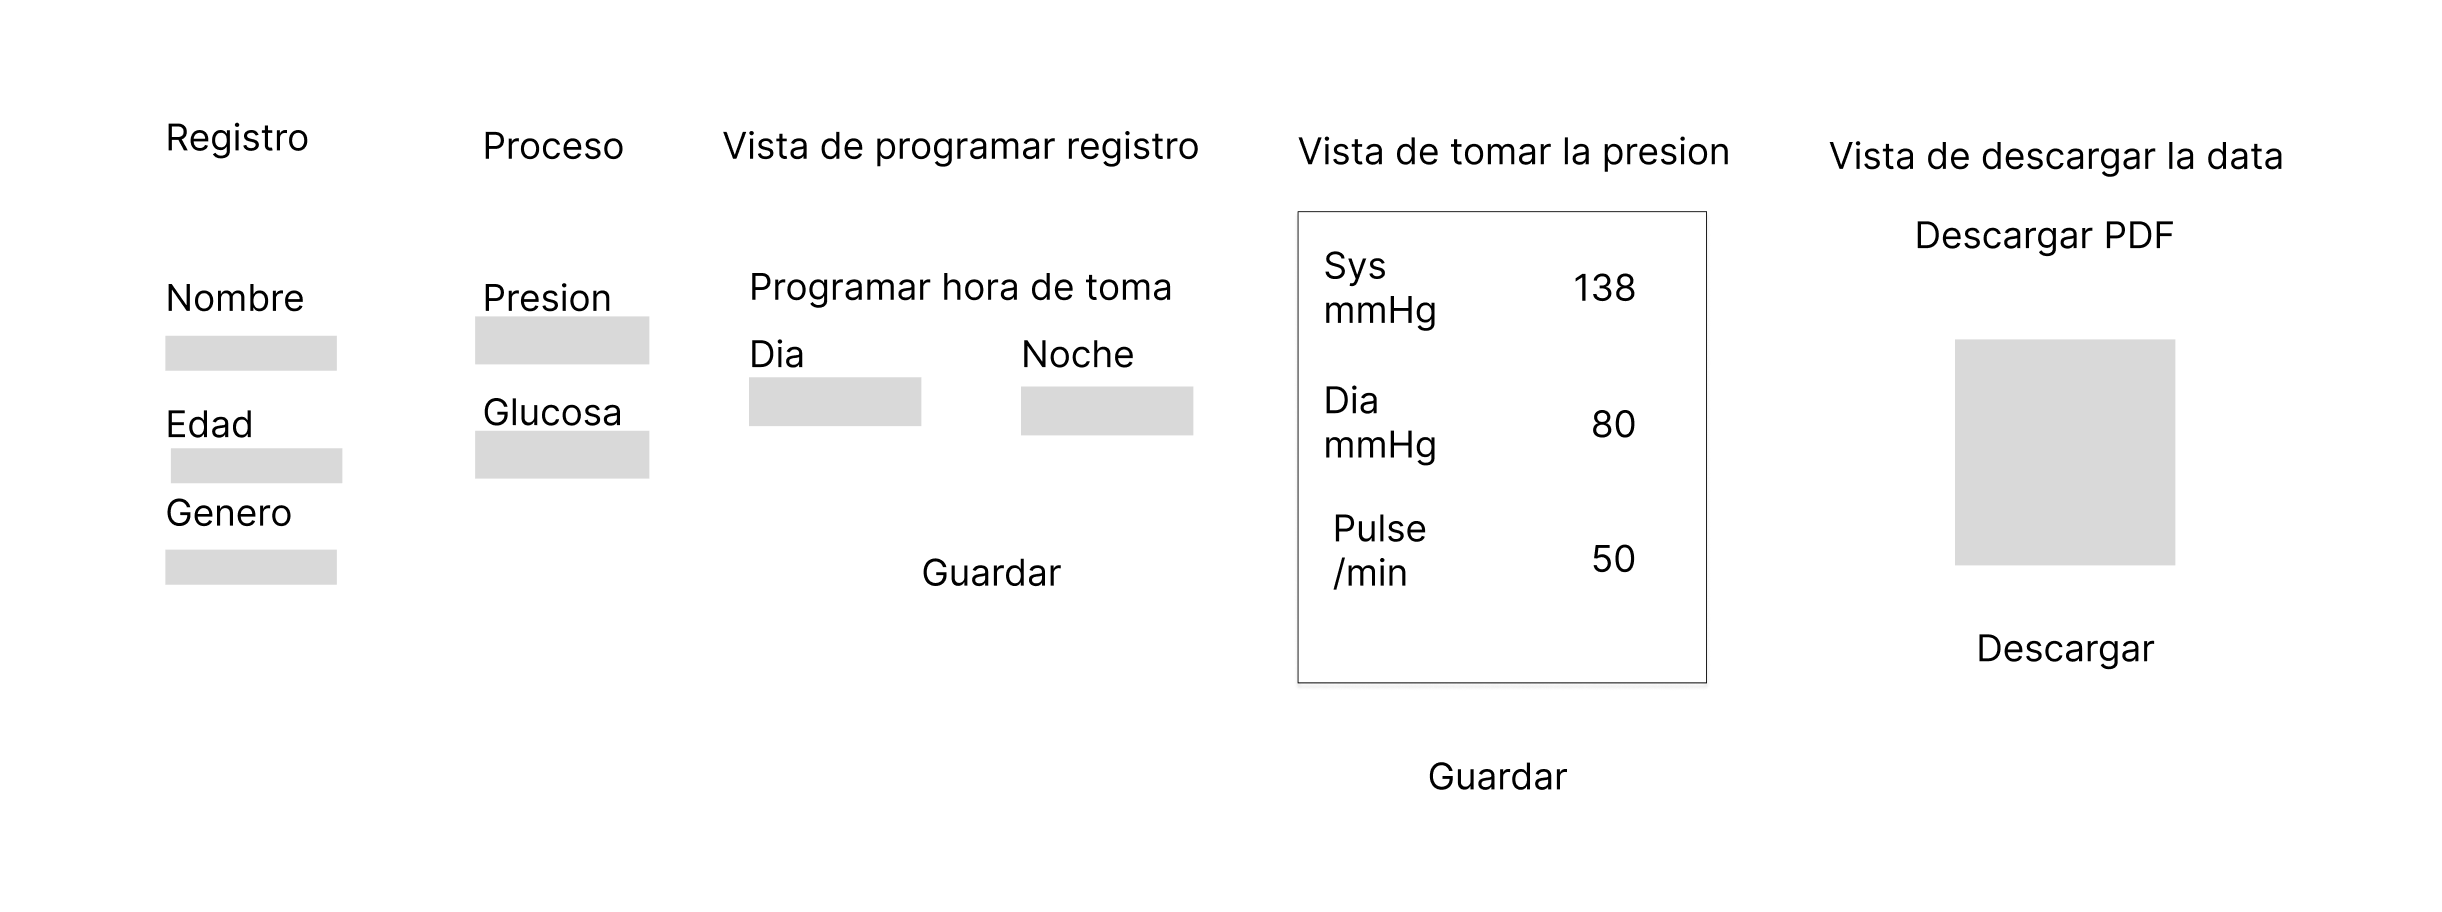 Registro
Nombre
Edad
Genero
Proceso
Presion
Glucosa
Vista de programar registro
Programar hora de toma
Dia
Noche
Guardar
Vista de tomar la presion
Sys
mmHg
138
Dia
mmHg
80
Pulse
/min
50
Guardar
Vista de descargar la data
Descargar PDF
Descargar